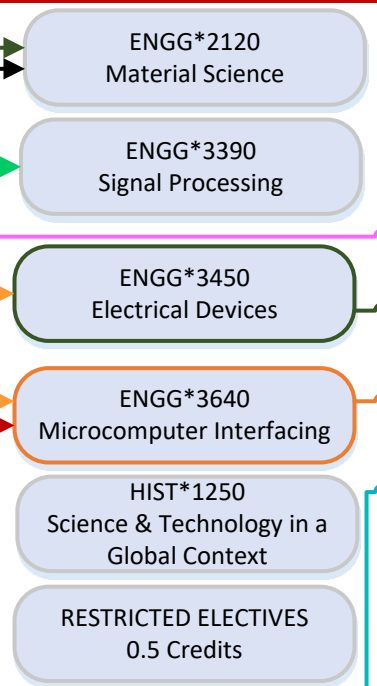 ENGG*2120
Material Science
ENGG*3390
Signal Processing
ENGG*3450
Electrical Devices
ENGG*3640
Microcomputer Interfacing
HIST*1250
Science & Technology in a
Global Context
RESTRICTED ELECTIVES
0.5 Credits